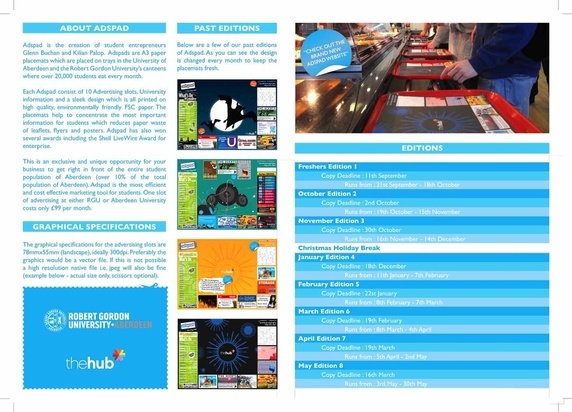 ABOUT ADSPAD
Adspad is the creation of student entrepreneurs
Glenn Buchan and Kilian Palop. Adspads are A3 paper
placemats which are placed on trays in the University of
Aberdeen and the Robert Gordon University's canteens
where over 20,000 students eat every month.
Each Adspad consist of 10 Advertising slots, University
information and a sleek design which is all printed on
high quality, environmentally friendly FSC paper. The
placemats help to concentrate the most important
information for students which reduces paper waste
of leaflets, flyers and posters. Adspad has also won
several awards including the Shell LiveWire Award for
enterprise.
This is an exclusive and unique opportunity for your
business to get right in front of the entire student
population of Aberdeen (over 10% of the total
population of Aberdeen). Adspad is the most efficient
and cost effective marketing tool for students. One slot
of advertising at either RGU or Aberdeen University
costs only £99 per month.
GRAPHICAL SPECIFICATIONS
The graphical specifications for the advertising slots are
78mmx55mm (landscape), ideally 300dpi. Preferably the
graphics would be a vector file. If this is not possible
a high resolution native file i.e. jpeg will also be fine
(example below - actual size only, scissors optional).
ROBERT GORDON
UNIVERSITY•ABERDEEN
thehub
PAST EDITIONS
Below are a few of our past editions
of Adspad. As you can see the design
is changed every month to keep the
placemats fresh.
thehub
"CHECK OUT THE
BRAND NEW
ADSPAD WEBSITE"
EDITIONS
Freshers Edition 1
Copy Deadline : 11th September
Runs from : 21st September - 18th October
October Edition 2
Copy Deadline : 2nd October
Runs from : 19th October - 15th November
November Edition 3
Copy Deadline : 30th October
Runs from : 16th November - 14th December
Christmas Holiday Break
January Edition 4
Copy Deadline : 18th December
Runs from : 11th January - 7th February
February Edition 5
Copy Deadline : 22st January
Runs from : 8th February - 7th March
March Edition 6
Copy Deadline : 19th February
Runs from : 8th March - 4th April
April Edition 7
Copy Deadline : 19th March
Runs from : 5th April - 2nd May
May Edition 8
Copy Deadline : 16th March
Runs from : 3rd May - 30th May